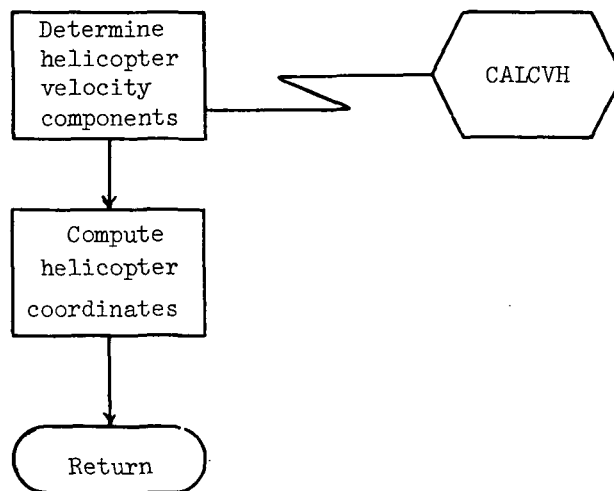 Determine
helicopter
velocity
components
CALCVH
Compute
helicopter
coordinates
Return